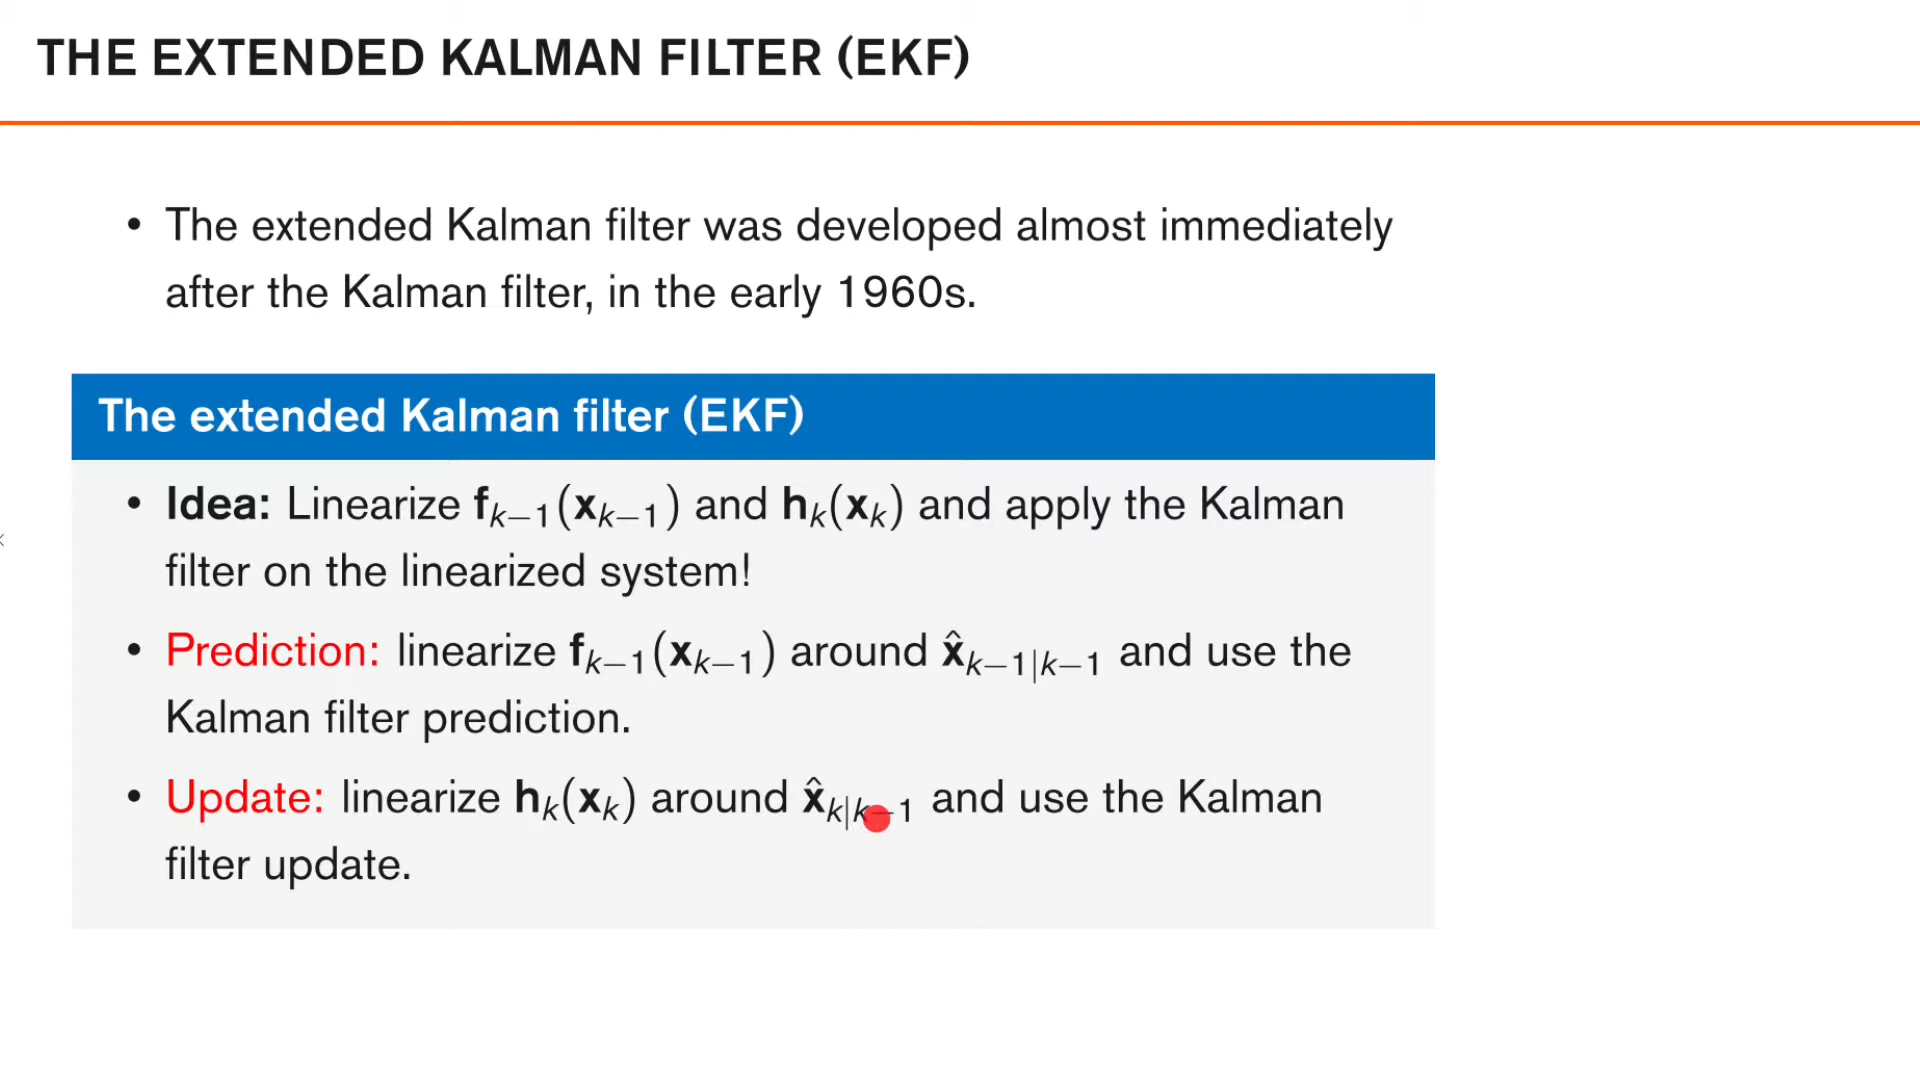 THE EXTENDED KALMAN FILTER (EKF)
• The extended Kalman filter was developed almost immediately
after the Kalman filter, in the early 1960s.
The extended Kalman filter (EKF)
• Idea: Linearize f_{k−1}(x_{k−1}) and h_k(x_k) and apply the Kalman
filter on the linearized system!
• Prediction: linearize f_{k−1}(x_{k−1}) around x̂_{k−1|k−1} and use the
Kalman filter prediction.
• Update: linearize h_k(x_k) around x̂_{k|k−1} and use the Kalman
filter update.